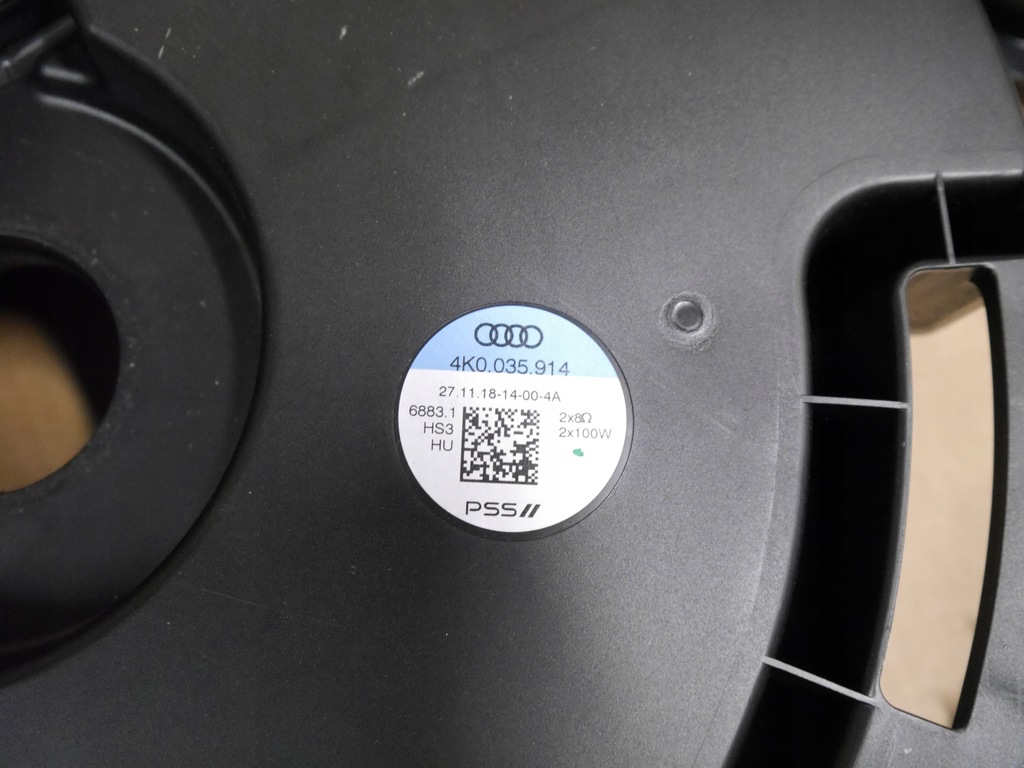 4K0.035.914
27.11.18-14-00-4A
6883.1
HS3
HU
2x8Ω
2x100W
PSS//